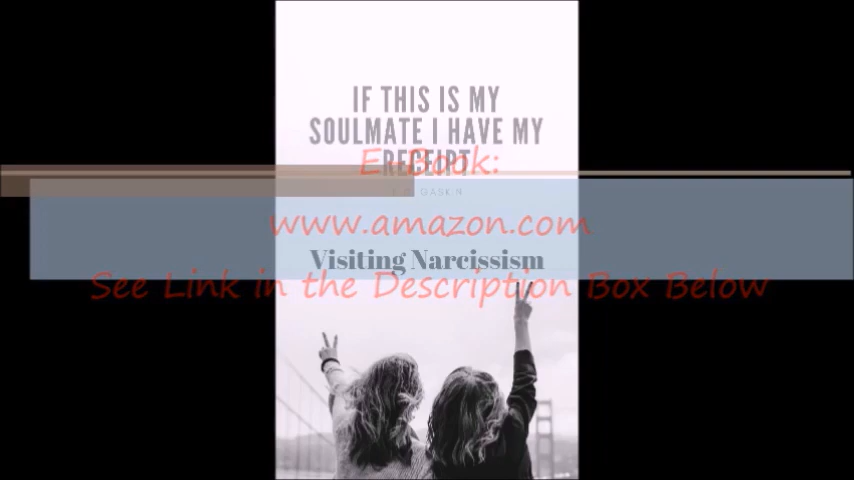 IF THIS IS MY
SOULMATE I HAVE MY
RECEIPT
E-Book:
GASKIN
www.amazon.com
Visiting Narcissism
See Link in the Description Box Below